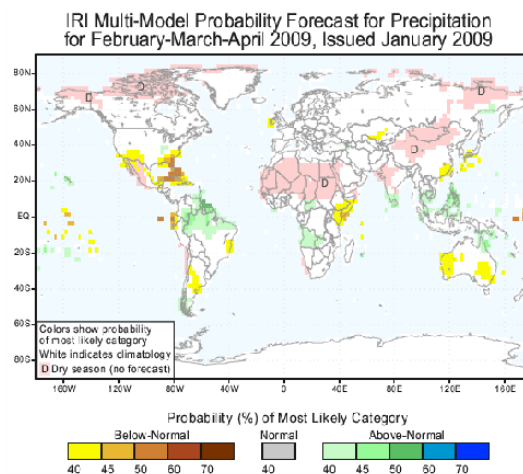 IRI Multi-Model Probability Forecast for Precipitation
for February-March-April 2009, Issued January 2009
80N
60N
40N
20N
EQ
20S
40S
60S
80S
D
D
D
D
D
Colors show probability
of most likely category
White indicates climatology
D Dry season (no forecast)
160W 120W 80W 40W 0E 40E 80E 120E 160E
Probability (%) of Most Likely Category
Below-Normal Normal Above-Normal
40 45 50 60 70 40 40 45 50 60 70